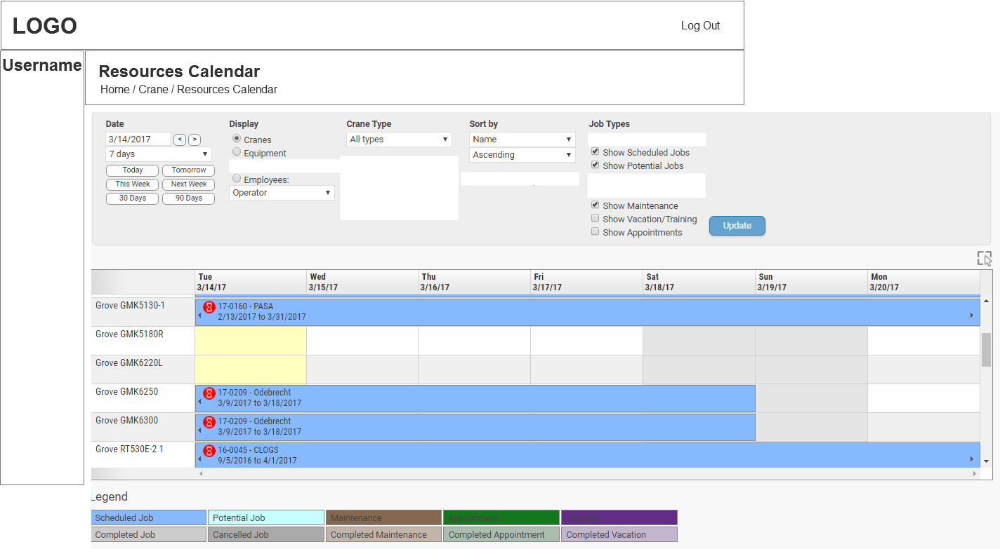 LOGO
Log Out
Username
Resources Calendar
Home / Crane / Resources Calendar
Date
3/14/2017
<
>
7 days
Today
Tomorrow
This Week
Next Week
30 Days
90 Days
Display
Cranes
Equipment
Employees:
Operator
Crane Type
All types
Sort by
Name
Ascending
Job Types
Show Scheduled Jobs
Show Potential Jobs
Show Maintenance
Show Vacation/Training
Show Appointments
Update
Tue
3/14/17
Wed
3/15/17
Thu
3/16/17
Fri
3/17/17
Sat
3/18/17
Sun
3/19/17
Mon
3/20/17
Grove GMK5130-1
17-0160 - PASA
2/13/2017 to 3/31/2017
Grove GMK5180R
Grove GMK6220L
Grove GMK6250
17-0209 - Odebrecht
3/9/2017 to 3/18/2017
Grove GMK6300
17-0209 - Odebrecht
3/9/2017 to 3/18/2017
Grove RT530E-2 1
16-0045 - CLOGS
9/5/2016 to 4/1/2017
Legend
Scheduled Job
Potential Job
Maintenance
Appointment
Vacation
Completed Job
Cancelled Job
Completed Maintenance
Completed Appointment
Completed Vacation